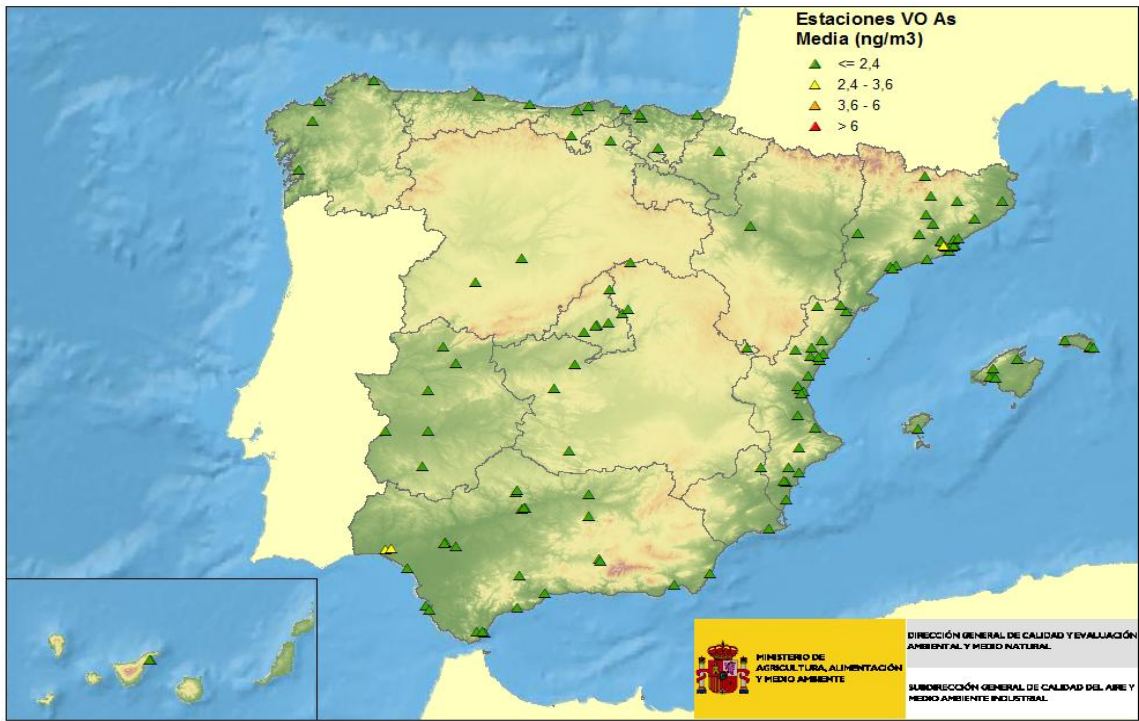 Estaciones VO As
Media (ng/m3)
<= 2,4
2,4 - 3,6
3,6 - 6
> 6
MINISTERIO DE
AGRICULTURA, ALIMENTACIÓN
Y MEDIO AMBIENTE
DIRECCIÓN GENERAL DE CALIDAD Y EVALUACIÓN
AMBIENTAL Y MEDIO NATURAL
SUBDIRECCIÓN GENERAL DE CALIDAD DEL AIRE Y
MEDIO AMBIENTE INDUSTRIAL